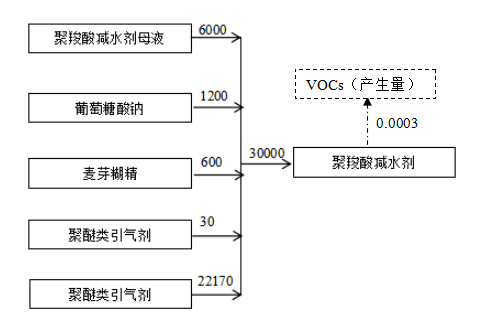 聚羧酸减水剂母液
6000
葡萄糖酸钠
1200
麦芽糊精
600
聚醚类引气剂
30
聚醚类引气剂
22170
30000
VOCs（产生量）
0.0003
聚羧酸减水剂